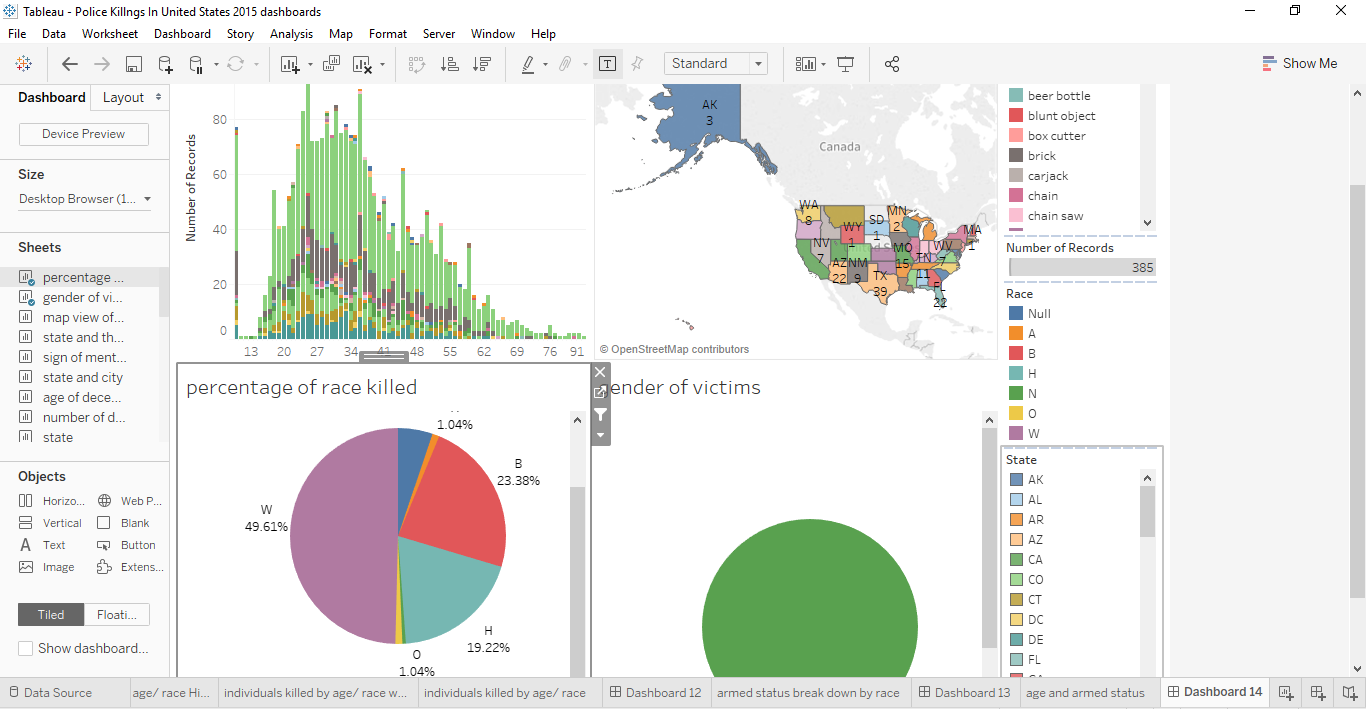 Tableau - Police Killngs In United States 2015 dashboards
File Data Worksheet Dashboard Story Analysis Map Format Server Window Help
Standard
Show Me
Dashboard Layout
Device Preview
Size
Desktop Browser (1...
Sheets
percentage ...
gender of vi...
map view of...
state and th...
sign of ment...
state and city
age of dece...
number of d...
state
Objects
Horizo... Web P...
Vertical Blank
Text Button
Image Extens...
Tiled Floati...
Show dashboard...
Number of Records
80
60
40
20
0
13 20 27 34 41 48 55 62 69 76 91
AK
3
Canada
WA
8
SD
1
MN
2
MA
1
WY
1
NV
7
MO
15
WV
TN
11
AZ
22
NM
9
TX
39
FL
22
© OpenStreetMap contributors
beer bottle
blunt object
box cutter
brick
carjack
chain
chain saw
Number of Records
385
Race
Null
A
B
H
N
O
W
percentage of race killed
1.04%
B
23.38%
W
49.61%
H
19.22%
O
1.04%
gender of victims
State
AK
AL
AR
AZ
CA
CO
CT
DC
DE
FL
Data Source age/ race Hi... individuals killed by age/ race w... individuals killed by age/ race Dashboard 12 armed status break down by race Dashboard 13 age and armed status Dashboard 14